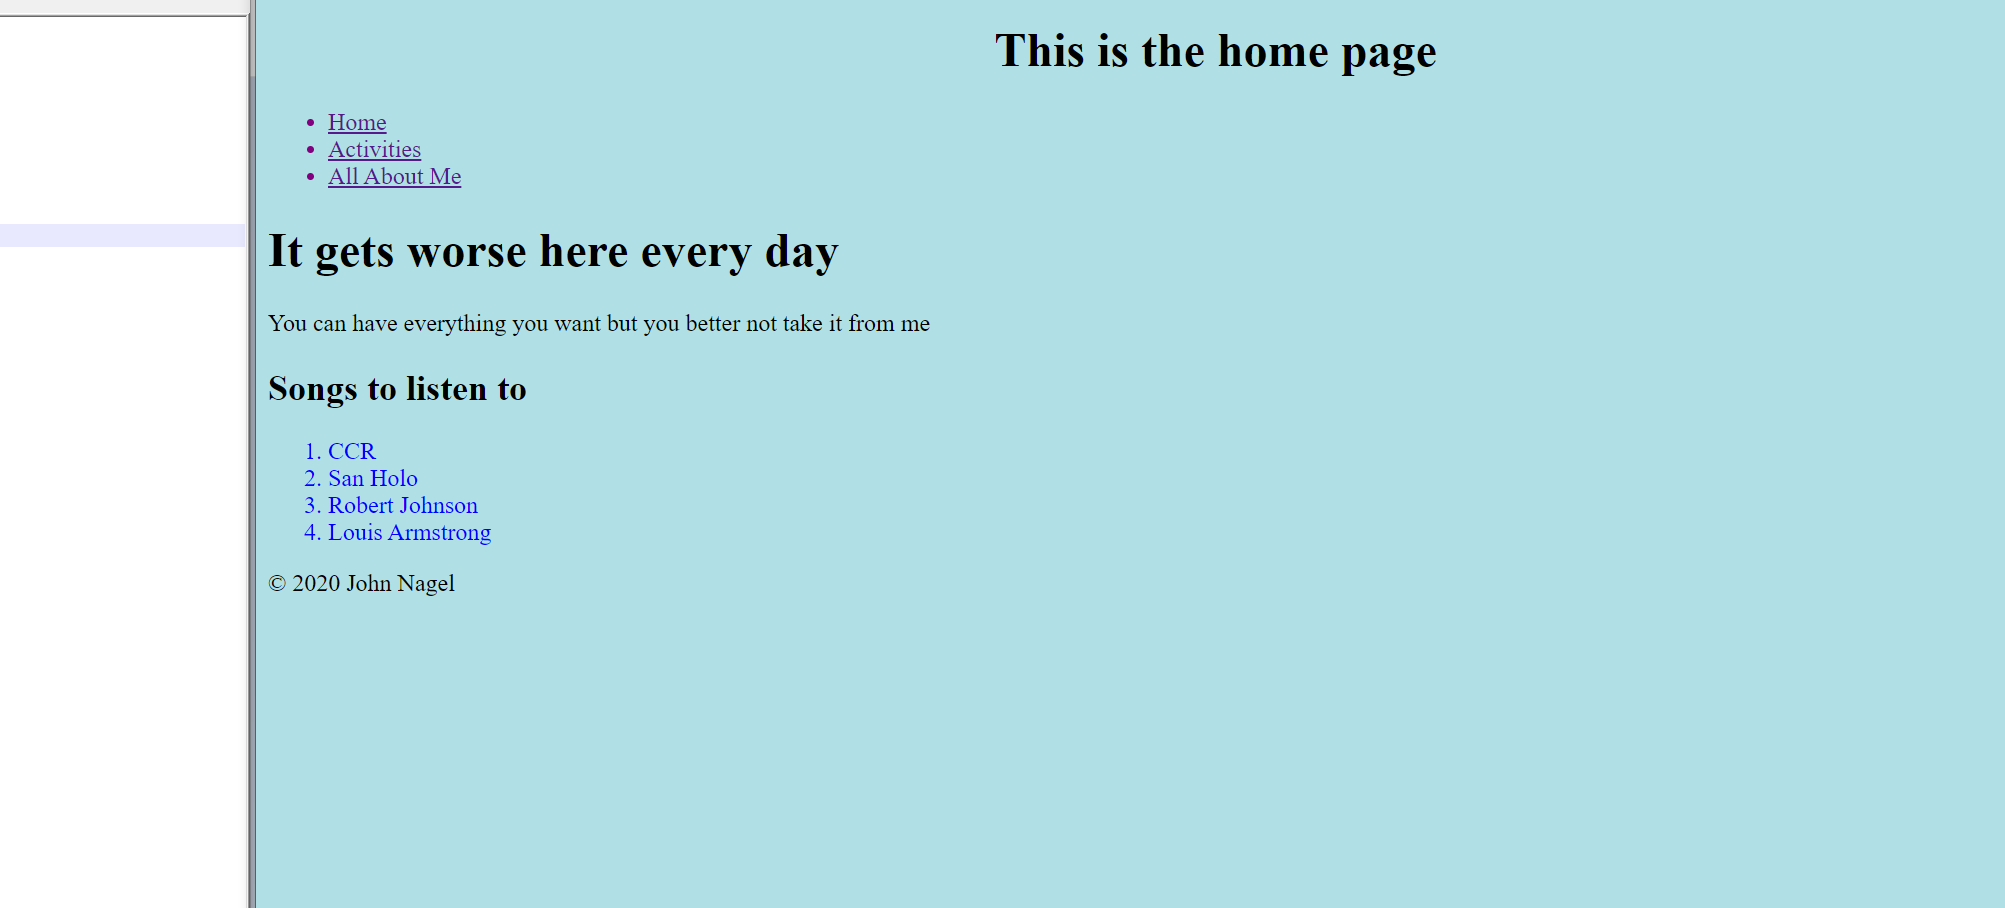 This is the home page
• Home
• Activities
• All About Me
It gets worse here every day
You can have everything you want but you better not take it from me
Songs to listen to
1. CCR
2. San Holo
3. Robert Johnson
4. Louis Armstrong
© 2020 John Nagel